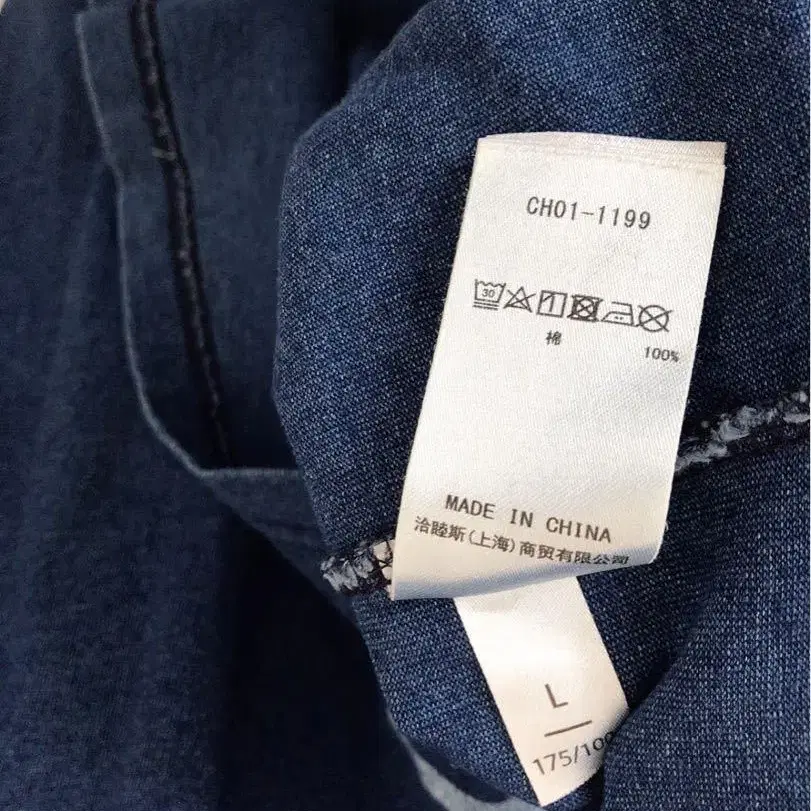 CH01-1199
30
棉
100%
MADE IN CHINA
洽睦斯(上海)商贸有限公司
L
175/100